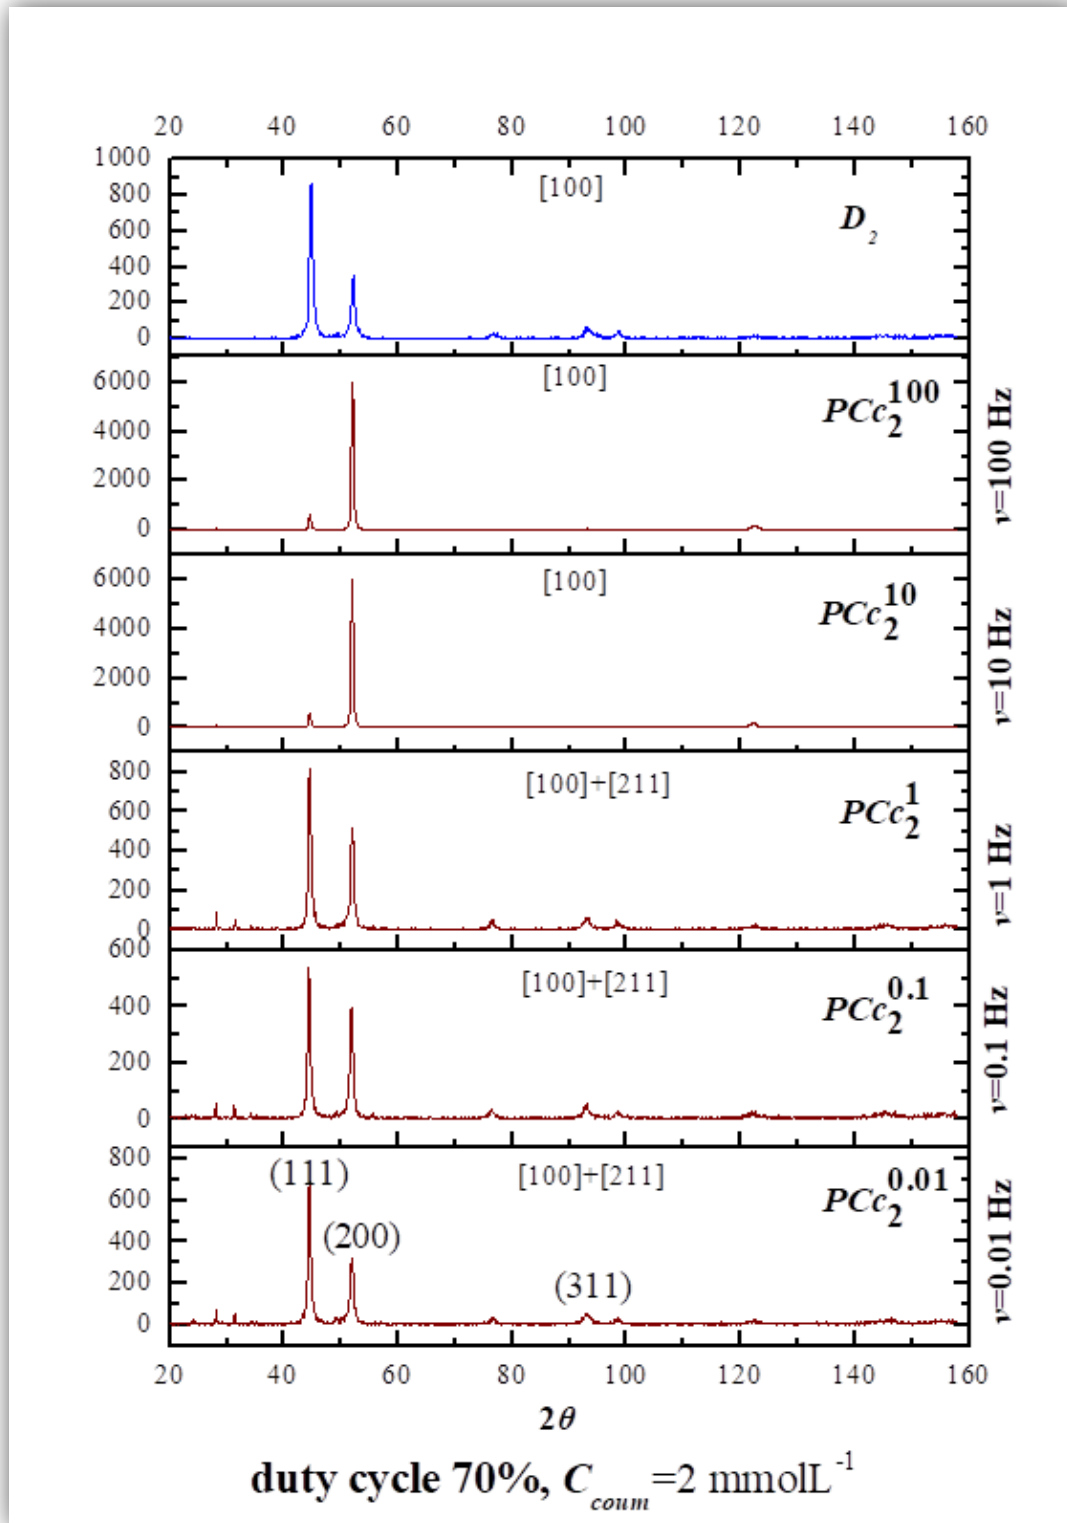 20 40 60 80 100 120 140 160
1000
800
600
400
200
0
[100]
D₂
6000
4000
2000
0
[100]
PCc₂¹⁰⁰
ν=100 Hz
6000
4000
2000
0
[100]
PCc₂¹⁰
ν=10 Hz
800
600
400
200
0
[100]+[211]
PCc₂¹
ν=1 Hz
600
400
200
0
[100]+[211]
PCc₂⁰·¹
ν=0.1 Hz
800
600
400
200
0
(111)
(200)
(311)
[100]+[211]
PCc₂⁰·⁰¹
ν=0.01 Hz
20 40 60 80 100 120 140 160
2θ
duty cycle 70%, C_coum=2 mmolL⁻¹